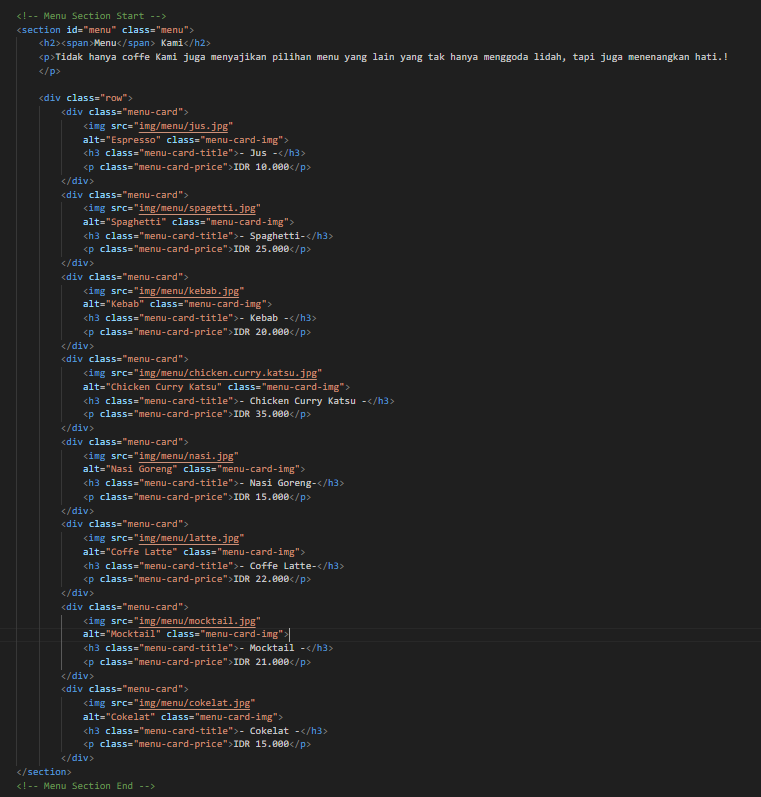 <!-- Menu Section Start -->
<section id="menu" class="menu">
<h2><span>Menu</span> Kami</h2>
<p>Tidak hanya coffe Kami juga menyajikan pilihan menu yang lain yang tak hanya menggoda lidah, tapi juga menenangkan hati.!
</p>
<div class="row">
<div class="menu-card">
<img src="img/menu/jus.jpg"
alt="Espresso" class="menu-card-img">
<h3 class="menu-card-title">- Jus -</h3>
<p class="menu-card-price">IDR 10.000</p>
</div>
<div class="menu-card">
<img src="img/menu/spagetti.jpg"
alt="Spaghetti" class="menu-card-img">
<h3 class="menu-card-title">- Spaghetti-</h3>
<p class="menu-card-price">IDR 25.000</p>
</div>
<div class="menu-card">
<img src="img/menu/kebab.jpg"
alt="Kebab" class="menu-card-img">
<h3 class="menu-card-title">- Kebab -</h3>
<p class="menu-card-price">IDR 20.000</p>
</div>
<div class="menu-card">
<img src="img/menu/chicken.curry.katsu.jpg"
alt="Chicken Curry Katsu" class="menu-card-img">
<h3 class="menu-card-title">- Chicken Curry Katsu -</h3>
<p class="menu-card-price">IDR 35.000</p>
</div>
<div class="menu-card">
<img src="img/menu/nasi.jpg"
alt="Nasi Goreng" class="menu-card-img">
<h3 class="menu-card-title">- Nasi Goreng-</h3>
<p class="menu-card-price">IDR 15.000</p>
</div>
<div class="menu-card">
<img src="img/menu/latte.jpg"
alt="Coffe Latte" class="menu-card-img">
<h3 class="menu-card-title">- Coffe Latte-</h3>
<p class="menu-card-price">IDR 22.000</p>
</div>
<div class="menu-card">
<img src="img/menu/mocktail.jpg"
alt="Mocktail" class="menu-card-img">
<h3 class="menu-card-title">- Mocktail -</h3>
<p class="menu-card-price">IDR 21.000</p>
</div>
<div class="menu-card">
<img src="img/menu/cokelat.jpg"
alt="Cokelat" class="menu-card-img">
<h3 class="menu-card-title">- Cokelat -</h3>
<p class="menu-card-price">IDR 15.000</p>
</div>
</section>
<!-- Menu Section End -->